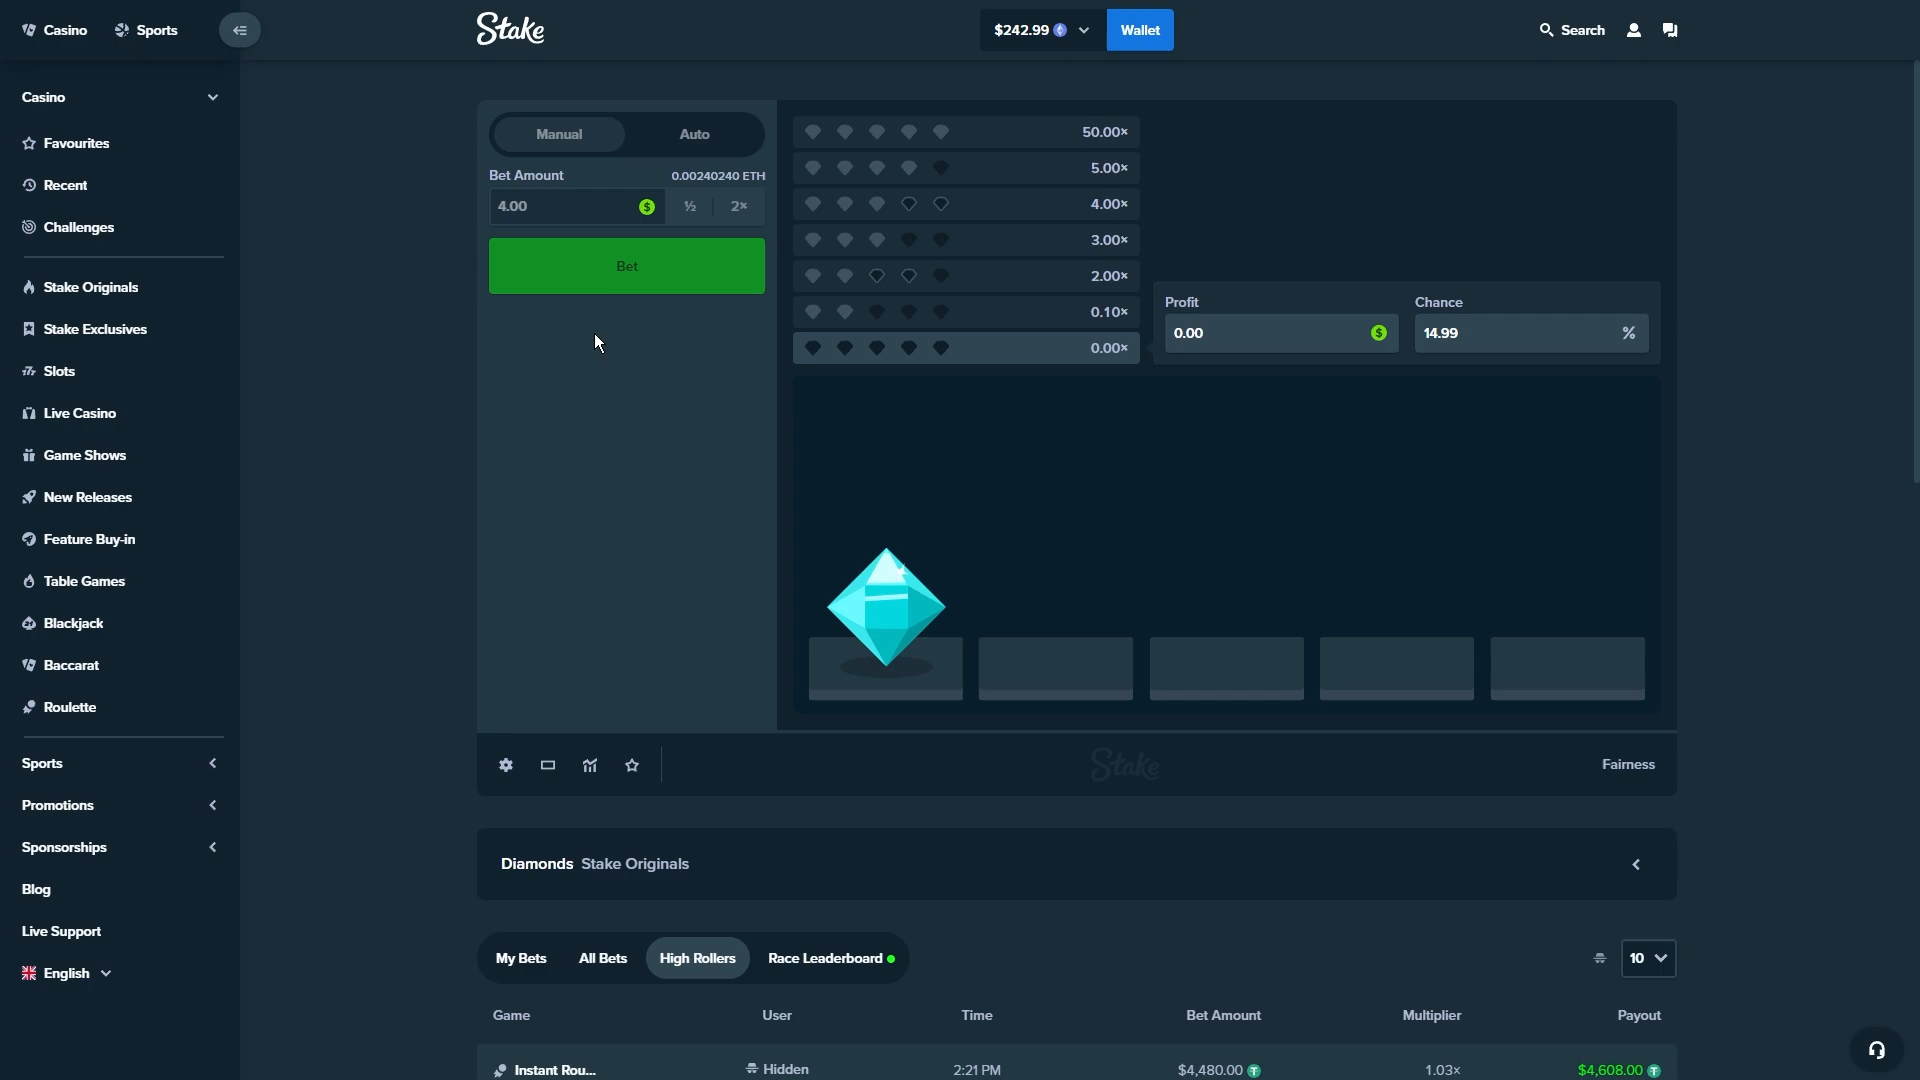 Casino
Sports
Stake
$242.99
Wallet
Search
Casino
Favourites
Recent
Challenges
Stake Originals
Stake Exclusives
Slots
Live Casino
Game Shows
New Releases
Feature Buy-in
Table Games
Blackjack
Baccarat
Roulette
Sports
Promotions
Sponsorships
Blog
Live Support
English
Manual
Auto
Bet Amount
0.00240240 ETH
4.00
$
½
2×
Bet
50.00×
5.00×
4.00×
3.00×
2.00×
0.10×
0.00×
Profit
0.00
$
Chance
14.99
%
Stake
Fairness
Diamonds Stake Originals
My Bets
All Bets
High Rollers
Race Leaderboard
10
Game
User
Time
Bet Amount
Multiplier
Payout
Instant Rou...
Hidden
2:21 PM
$4,480.00
1.03×
$4,608.00